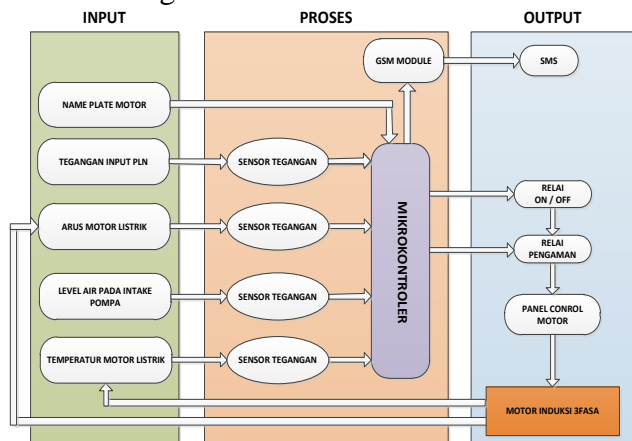 INPUT
PROSES
OUTPUT
GSM MODULE
SMS
NAME PLATE MOTOR
TEGANGAN INPUT PLN
SENSOR TEGANGAN
ARUS MOTOR LISTRIK
SENSOR TEGANGAN
LEVEL AIR PADA INTAKE
POMPA
SENSOR TEGANGAN
TEMPERATUR MOTOR LISTRIK
SENSOR TEGANGAN
MIKROKONTROLER
RELAI
ON / OFF
RELAI
PENGAMAN
PANEL CONROL
MOTOR
MOTOR INDUKSI 3FASA